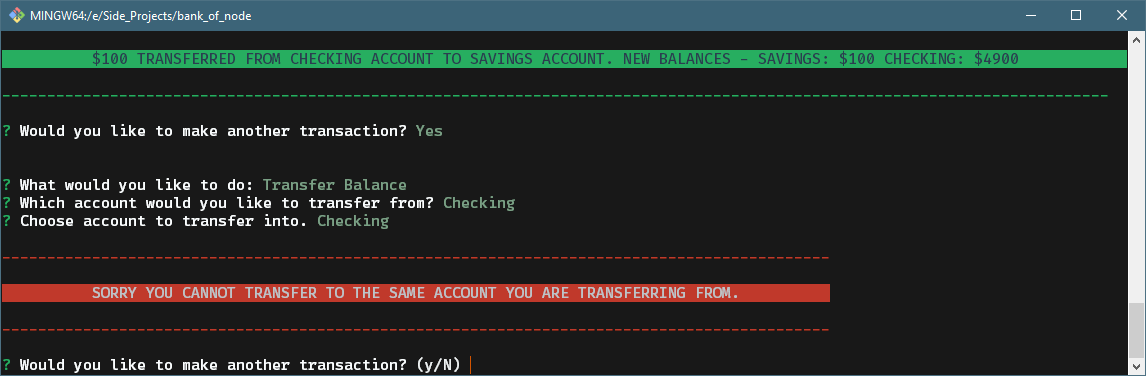 MINGW64:/e/Side_Projects/bank_of_node
$100 TRANSFERRED FROM CHECKING ACCOUNT TO SAVINGS ACCOUNT. NEW BALANCES - SAVINGS: $100 CHECKING: $4900
? Would you like to make another transaction? Yes
? What would you like to do: Transfer Balance
? Which account would you like to transfer from? Checking
? Choose account to transfer into. Checking
SORRY YOU CANNOT TRANSFER TO THE SAME ACCOUNT YOU ARE TRANSFERRING FROM.
? Would you like to make another transaction? (y/N)